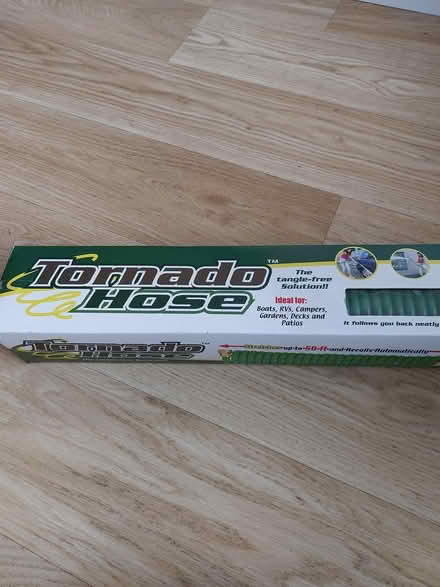 Tornado
Hose
TM
The
tangle-free
Solution!!
Ideal for:
Boats, RVs, Campers,
Gardens, Decks and
Patios
It follows you back neatly
Tornado
Hose
Stretches up to 50-ft and Recoils Automatically